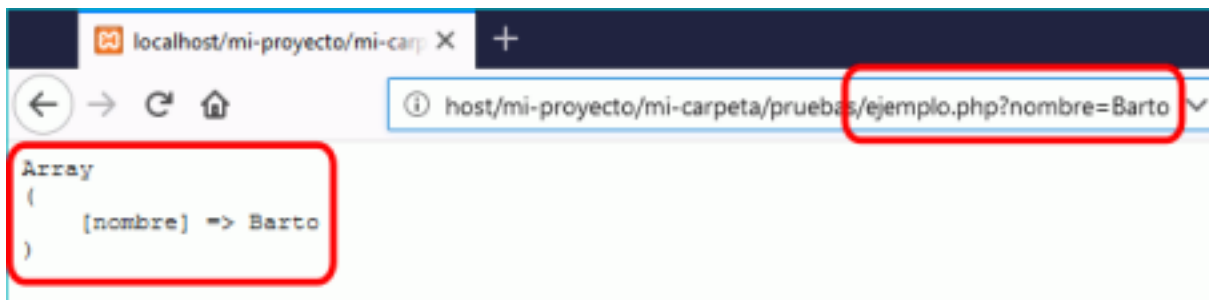 localhost/mi-proyecto/mi-carp
host/mi-proyecto/mi-carpeta/pruebas/ejemplo.php?nombre=Barto
Array
(
[nombre] => Barto
)